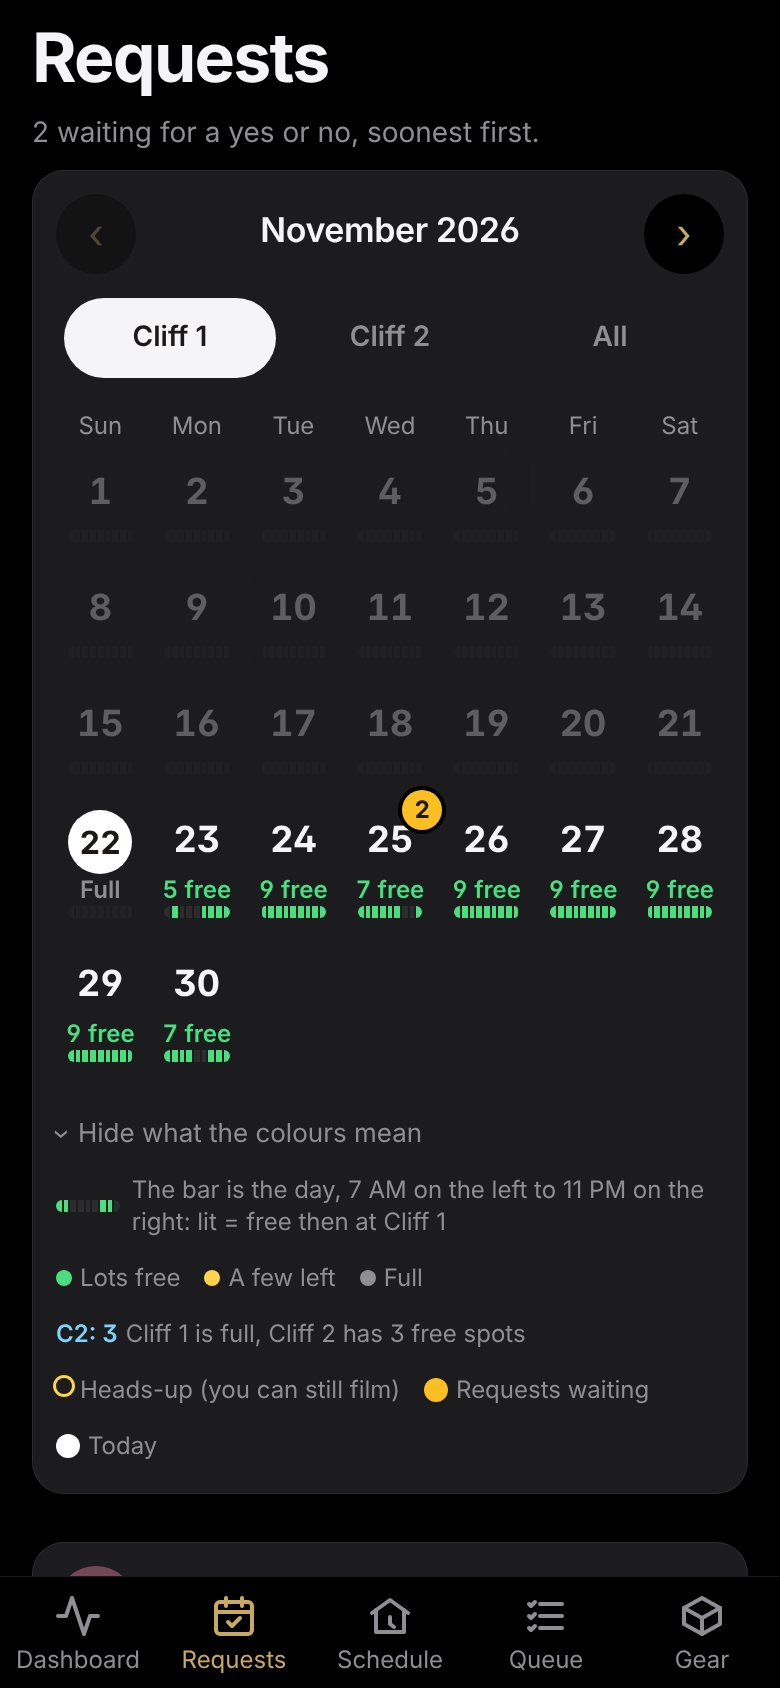 Requests
2 waiting for a yes or no, soonest first.
November 2026
Cliff 1 Cliff 2 All
Sun Mon Tue Wed Thu Fri Sat
1 2 3 4 5 6 7
8 9 10 11 12 13 14
15 16 17 18 19 20 21
2
22 23 24 25 26 27 28
Full 5 free 9 free 7 free 9 free 9 free 9 free
29 30
9 free 7 free
Hide what the colours mean
The bar is the day, 7 AM on the left to 11 PM on the
right: lit = free then at Cliff 1
Lots free A few left Full
C2: 3 Cliff 1 is full, Cliff 2 has 3 free spots
Heads-up (you can still film) Requests waiting
Today
Dashboard Requests Schedule Queue Gear